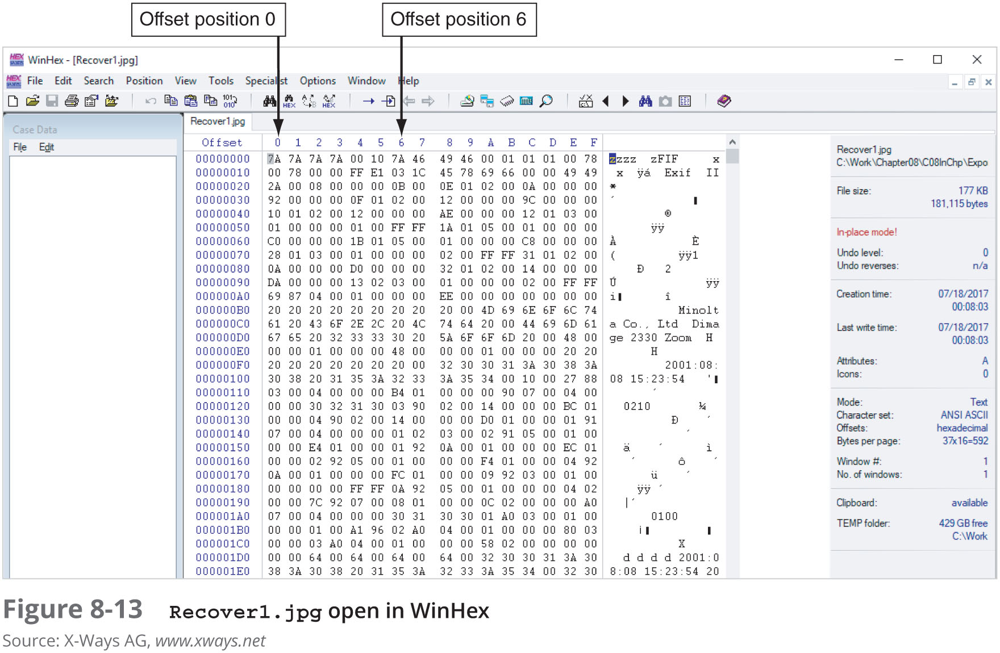 Offset position 0 Offset position 6
WinHex - [Recover1.jpg]
File Edit Search Position View Tools Specialist Options Window Help
Case Data
File Edit
Recover1.jpg
Offset 0 1 2 3 4 5 6 7 8 9 A B C D E F
00000000 7A 7A 7A 7A 00 10 7A 46 49 46 00 01 01 01 00 78 zzzz zFIF x
00000010 00 78 00 00 FF E1 03 1C 45 78 69 66 00 00 49 49 x ÿá Exif II
00000020 2A 00 08 00 00 00 0B 00 0E 01 02 00 0A 00 00 00 *
00000030 92 00 00 00 0F 01 02 00 12 00 00 00 9C 00 00 00 ´
00000040 10 01 02 00 12 00 00 00 AE 00 00 00 12 01 03 00 ®
00000050 01 00 00 00 01 00 FF FF 1A 01 05 00 01 00 00 00 ÿÿ
00000060 C0 00 00 00 1B 01 05 00 01 00 00 00 C8 00 00 00 À È
00000070 28 01 03 00 01 00 00 00 02 00 FF FF 31 01 02 00 ( ÿÿ1
00000080 0A 00 00 00 D0 00 00 00 32 01 02 00 14 00 00 00 Ð 2
00000090 DA 00 00 00 13 02 03 00 01 00 00 00 02 00 FF FF Ú ÿÿ
000000A0 69 87 04 00 01 00 00 00 EE 00 00 00 00 00 00 00 i î
000000B0 20 20 20 20 20 20 20 20 20 00 4D 69 6E 6F 6C 74 Minolt
000000C0 61 20 43 6F 2E 2C 20 4C 74 64 20 00 44 69 6D 61 a Co., Ltd Dima
000000D0 67 65 20 32 33 33 30 20 5A 6F 6F 6D 20 00 48 00 ge 2330 Zoom H
000000E0 00 00 01 00 00 00 48 00 00 00 01 00 00 00 20 20 H
000000F0 20 20 20 20 20 20 20 00 32 30 30 31 3A 30 38 3A 2001:08:
00000100 30 38 20 31 35 3A 32 33 3A 35 34 00 10 00 27 88 08 15:23:54 '
00000110 03 00 04 00 00 00 B4 01 00 00 00 90 07 00 04 00 ´
00000120 00 00 30 32 31 30 03 90 02 00 14 00 00 00 BC 01 0210 ¼
00000130 00 00 04 90 02 00 14 00 00 00 D0 01 00 00 01 91 Ð ´
00000140 07 00 04 00 00 00 01 02 03 00 02 91 05 00 01 00 ´
00000150 00 00 E4 01 00 00 01 92 0A 00 01 00 00 00 EC 01 ä ´ ì
00000160 00 00 02 92 05 00 01 00 00 00 F4 01 00 00 04 92 ´ ô ´
00000170 0A 00 01 00 00 00 FC 01 00 00 09 92 03 00 01 00 ü ´
00000180 00 00 00 00 FF FF 0A 92 05 00 01 00 00 00 04 02 ÿÿ ´
00000190 00 00 7C 92 07 00 08 01 00 00 0C 02 00 00 00 A0 |´
000001A0 07 00 04 00 00 00 30 31 30 30 01 A0 03 00 01 00 0100
000001B0 00 00 01 00 A1 96 02 A0 04 00 01 00 00 00 80 03 ¡
000001C0 00 00 03 A0 04 00 01 00 00 00 58 02 00 00 00 00 X
000001D0 00 00 64 00 64 00 64 00 64 00 32 30 30 31 3A 30 d d d d 2001:0
000001E0 38 3A 30 38 20 31 35 3A 32 33 3A 35 34 00 32 30 8:08 15:23:54 20
Recover1.jpg
C:\Work\Chapter08\C08InChp\Expo
File size: 177 KB
181,115 bytes
In-place mode!
Undo level: 0
Undo reverses: n/a
Creation time: 07/18/2017
00:08:03
Last write time: 07/18/2017
00:08:03
Attributes: A
Icons: 0
Mode: Text
Character set: ANSI ASCII
Offsets: hexadecimal
Bytes per page: 37x16=592
Window #: 1
No. of windows: 1
Clipboard: available
TEMP folder: 429 GB free
C:\Work
Figure 8-13 Recover1.jpg open in WinHex
Source: X-Ways AG, www.xways.net